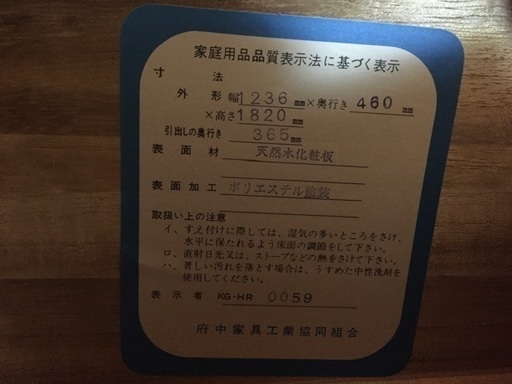 家庭用品品質表示法に基づく表示
寸法
外形 幅1236mm×奥行き460mm
×高さ1820mm
引出しの奥行き 365mm
表面材 天然木化粧板
表面加工 ポリエステル塗装
取扱い上の注意
イ、すえ付けに際しては、湿気の多いところをさけ、
水平に保たれるよう床面の調節をして下さい。
ロ、直射日光又は、ストーブなどの熱をさけて下さい。
ハ、著しい汚れを落とす場合は、うすめた中性洗剤を
使用してください。
表示者 KG-HR 0059
府中家具工業協同組合